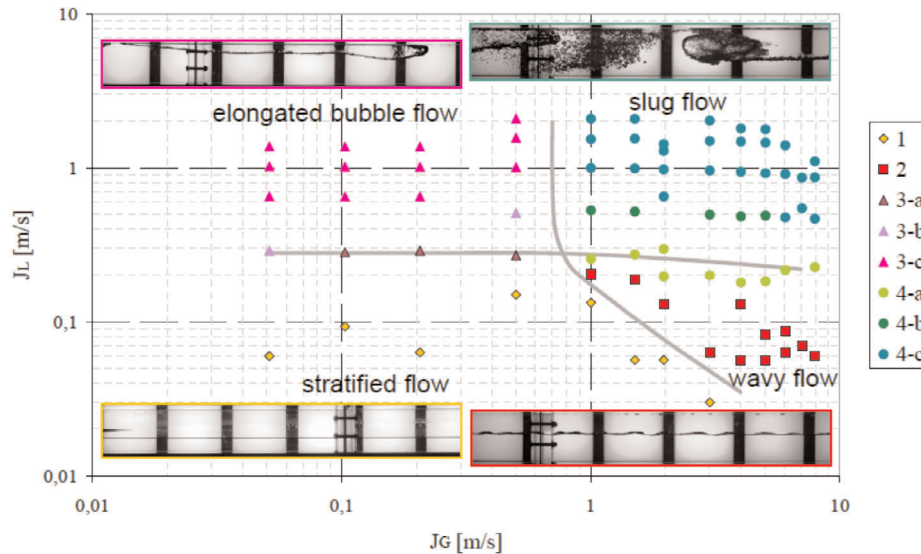 10
1
0,1
0,01
JL [m/s]
elongated bubble flow
slug flow
stratified flow
wavy flow
0,01
0,1
1
10
JG [m/s]
1
2
3-a
3-b
3-c
4-a
4-b
4-c